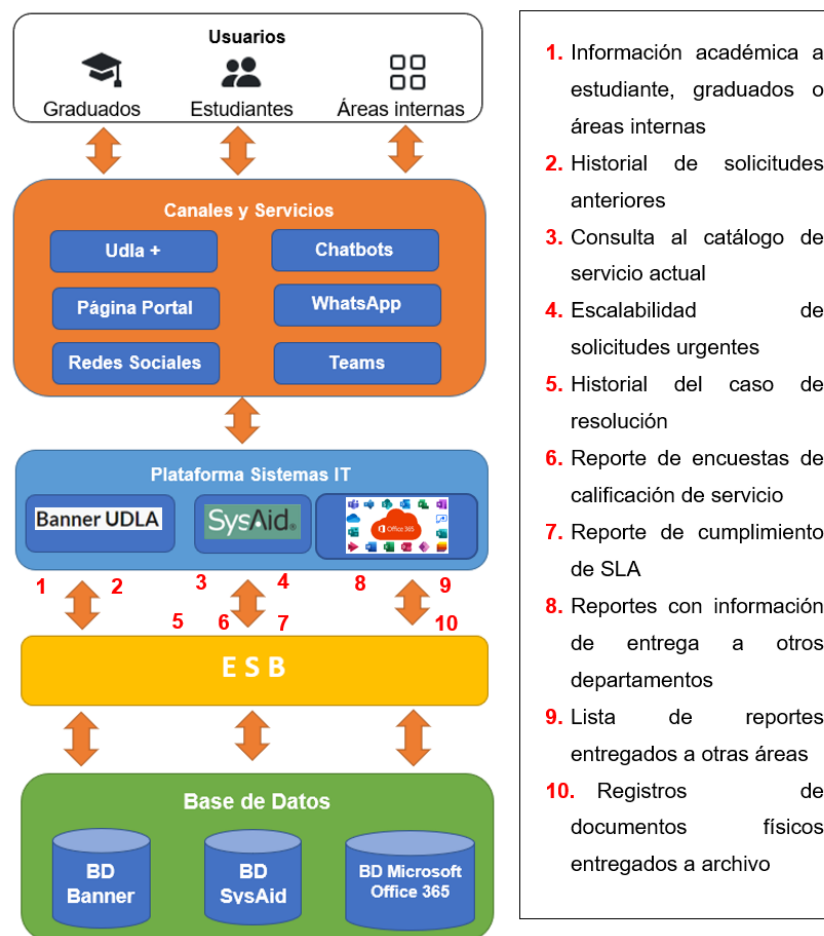 Usuarios
Graduados
Estudiantes
Áreas internas
Canales y Servicios
Udla +
Chatbots
Página Portal
WhatsApp
Redes Sociales
Teams
Plataforma Sistemas IT
Banner UDLA
SysAid®
Office 365
1
2
3
4
8
9
5
6
7
10
E S B
Base de Datos
BD
Banner
BD
SysAid
BD Microsoft
Office 365
1. Información académica a
estudiante, graduados o
áreas internas
2. Historial de solicitudes
anteriores
3. Consulta al catálogo de
servicio actual
4. Escalabilidad de
solicitudes urgentes
5. Historial del caso de
resolución
6. Reporte de encuestas de
calificación de servicio
7. Reporte de cumplimiento
de SLA
8. Reportes con información
de entrega a otros
departamentos
9. Lista de reportes
entregados a otras áreas
10. Registros de
documentos físicos
entregados a archivo